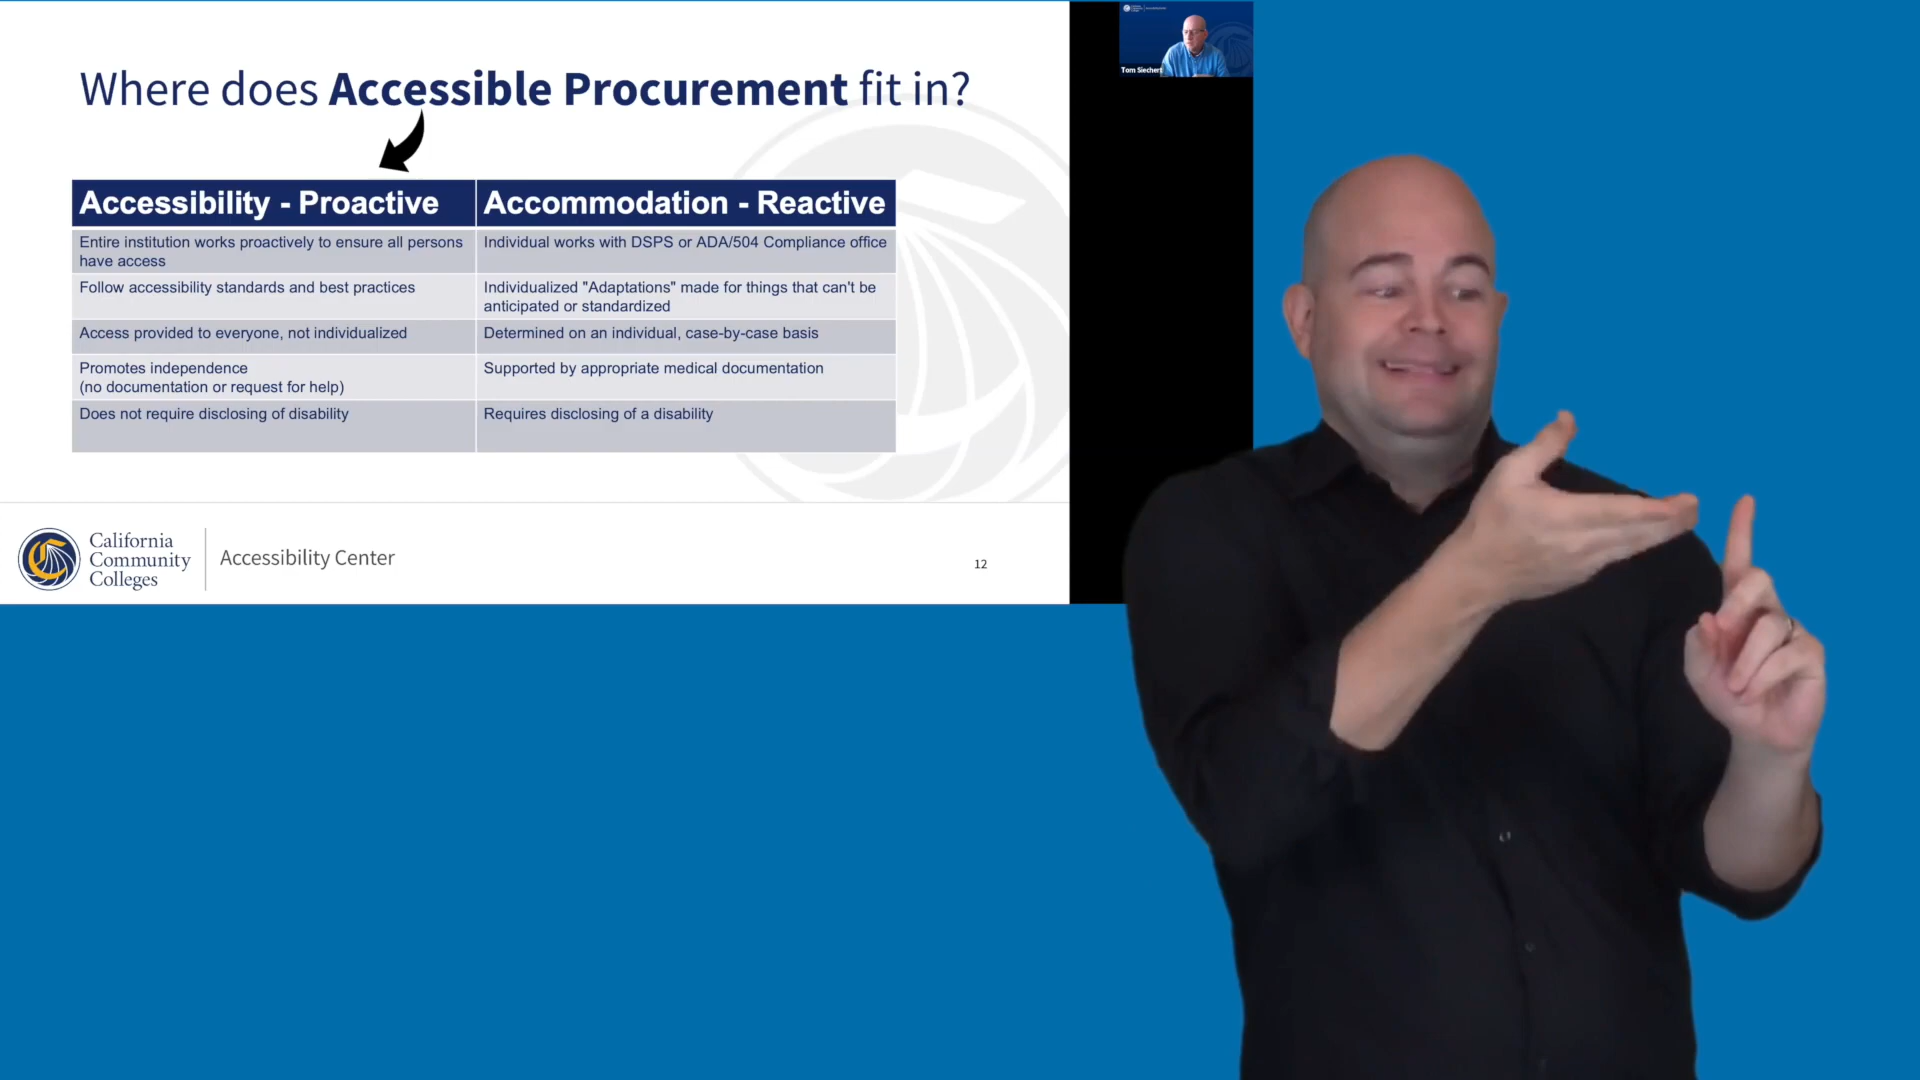 Where does Accessible Procurement fit in?
Accessibility - Proactive
Accommodation - Reactive
Entire institution works proactively to ensure all persons
have access
Individual works with DSPS or ADA/504 Compliance office
Follow accessibility standards and best practices
Individualized "Adaptations" made for things that can't be
anticipated or standardized
Access provided to everyone, not individualized
Determined on an individual, case-by-case basis
Promotes independence
(no documentation or request for help)
Supported by appropriate medical documentation
Does not require disclosing of disability
Requires disclosing of a disability
California
Community
Colleges
Accessibility Center
12
Tom Siechert